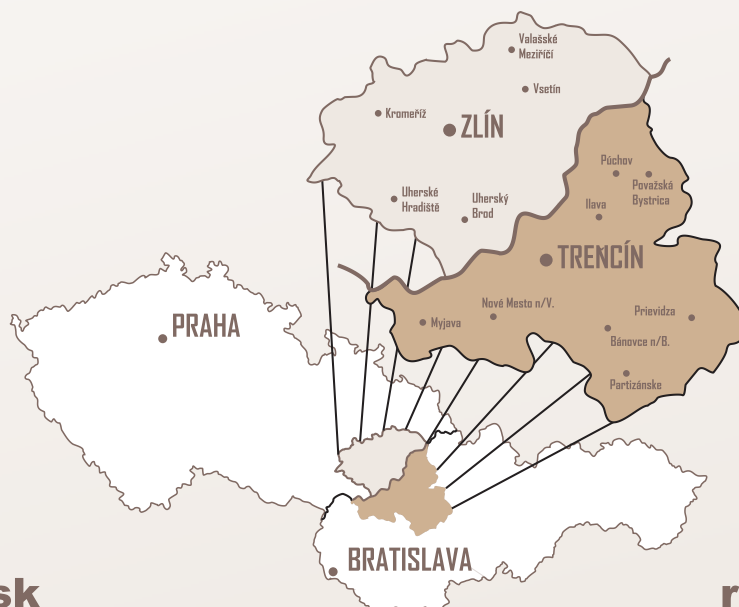 Valašské
Meziříčí
Vsetín
Kroměříž
ZLÍN
Púchov
Považská
Bystrica
Uherské
Hradiště
Uherský
Brod
Ilava
TRENČÍN
Nové Mesto n/V.
Prievidza
Myjava
PRAHA
Bánovce n/B.
Partizánske
BRATISLAVA
sk
r